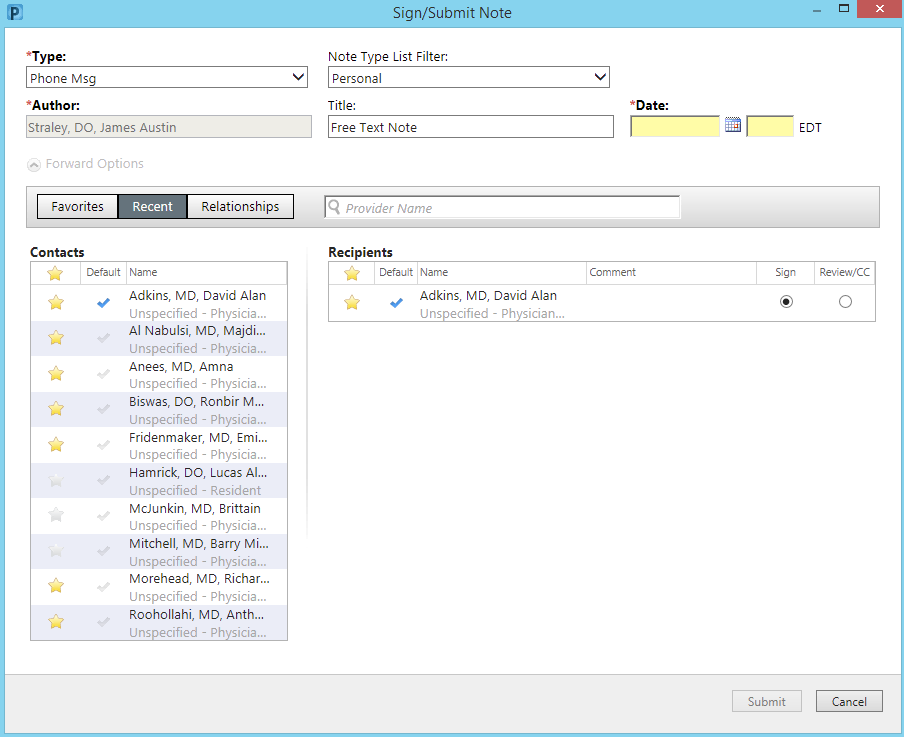 P
Sign/Submit Note
*Type:
Note Type List Filter:
Phone Msg
Personal
*Author:
Title:
*Date:
Straley, DO, James Austin
Free Text Note
EDT
Forward Options
Favorites
Recent
Relationships
Provider Name
Contacts
Default
Name
Adkins, MD, David Alan
Unspecified - Physicia...
Al Nabulsi, MD, Majdi...
Unspecified - Physicia...
Anees, MD, Amna
Unspecified - Physicia...
Biswas, DO, Ronbir M...
Unspecified - Physicia...
Fridenmaker, MD, Emi...
Unspecified - Physicia...
Hamrick, DO, Lucas Al...
Unspecified - Resident
McJunkin, MD, Brittain
Unspecified - Physicia...
Mitchell, MD, Barry Mi...
Unspecified - Physicia...
Morehead, MD, Richar...
Unspecified - Physicia...
Roohollahi, MD, Anth...
Unspecified - Physicia...
Recipients
Default
Name
Comment
Sign
Review/CC
Adkins, MD, David Alan
Unspecified - Physician...
Submit
Cancel